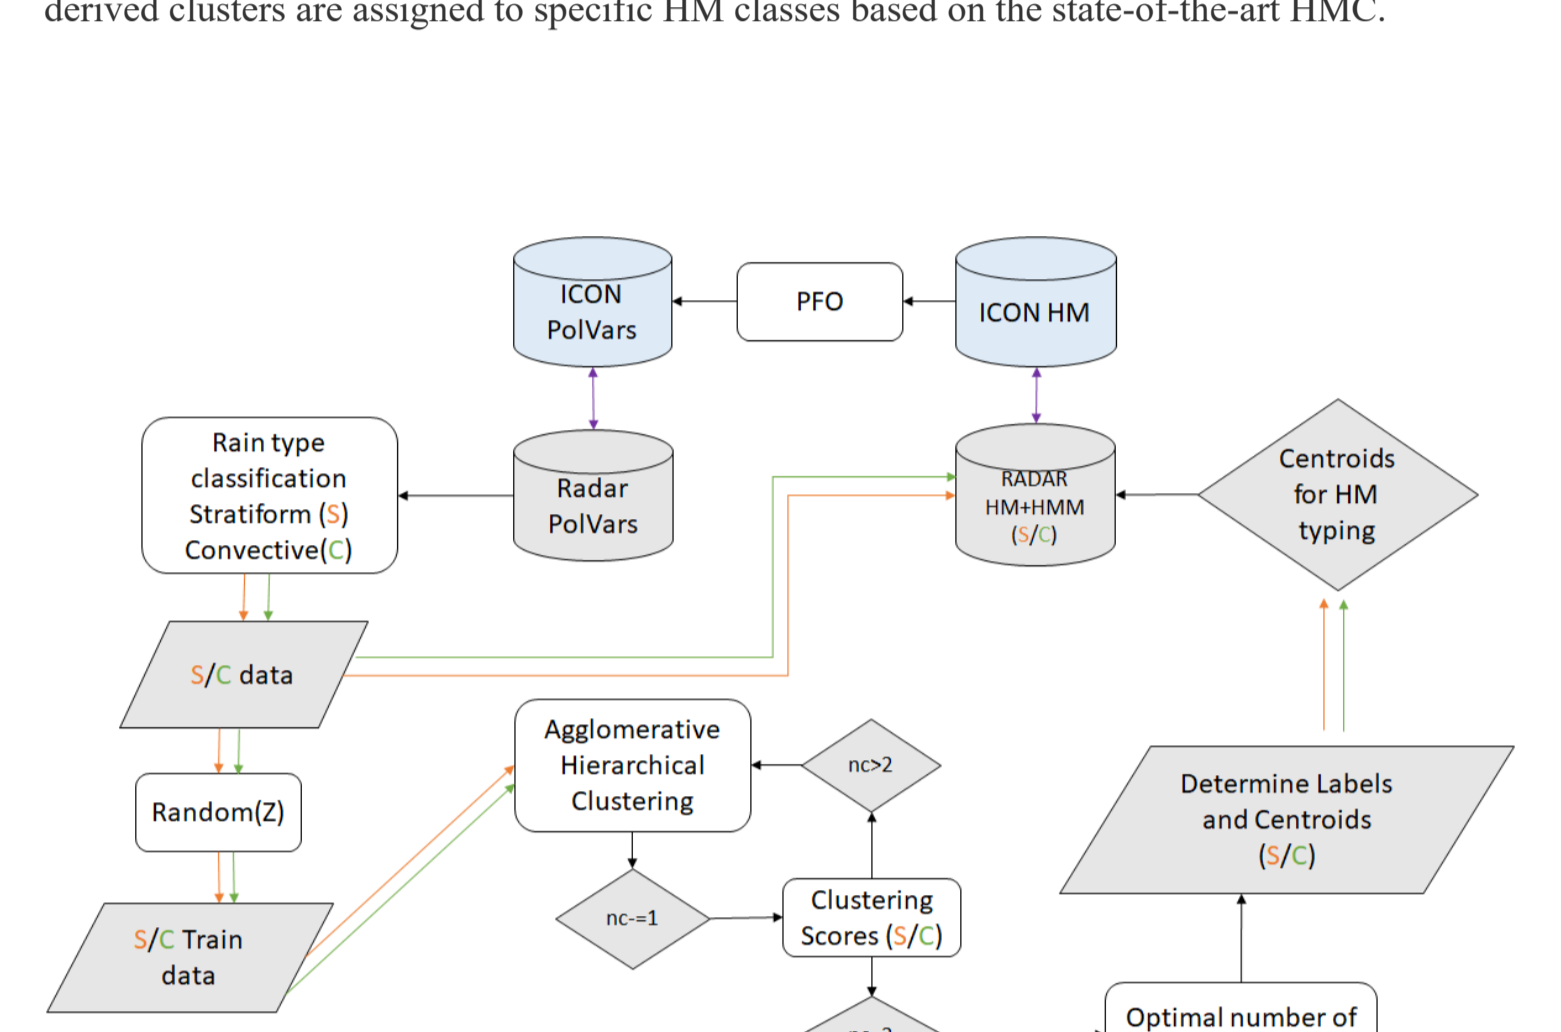 derived clusters are assigned to specific HM classes based on the state-of-the-art HMC.
ICON
PolVars
PFO
ICON HM
Rain type
classification
Stratiform (S)
Convective(C)
Radar
PolVars
RADAR
HM+HMM
(S/C)
Centroids
for HM
typing
S/C data
Agglomerative
Hierarchical
Clustering
nc>2
Random(Z)
Determine Labels
and Centroids
(S/C)
nc-=1
Clustering
Scores (S/C)
S/C Train
data
Optimal number of